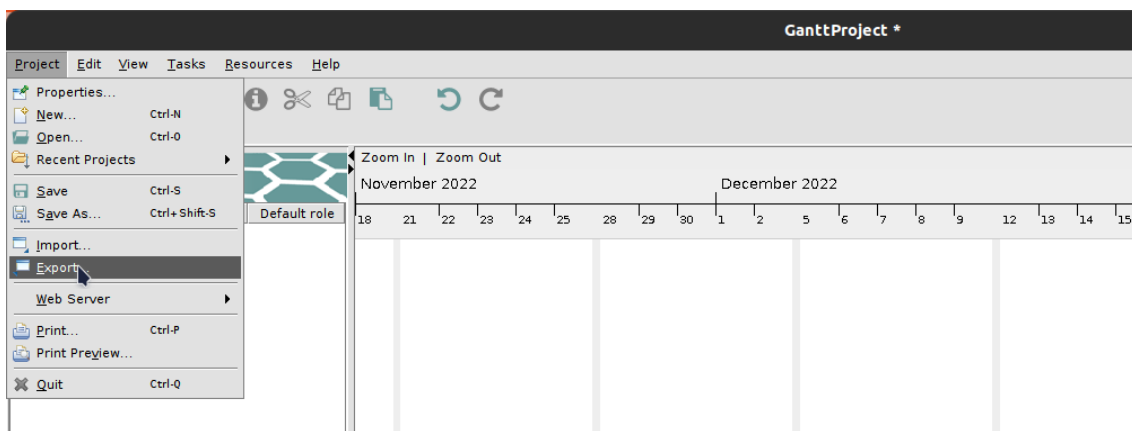 GanttProject *
Project Edit View Tasks Resources Help
Properties...
New... Ctrl-N
Open... Ctrl-O
Recent Projects
Save Ctrl-S
Save As... Ctrl+Shift-S
Import...
Export...
Web Server
Print... Ctrl-P
Print Preview...
Quit Ctrl-Q
Default role
Zoom In | Zoom Out
November 2022 December 2022
18 21 22 23 24 25 28 29 30 1 2 5 6 7 8 9 12 13 14 15